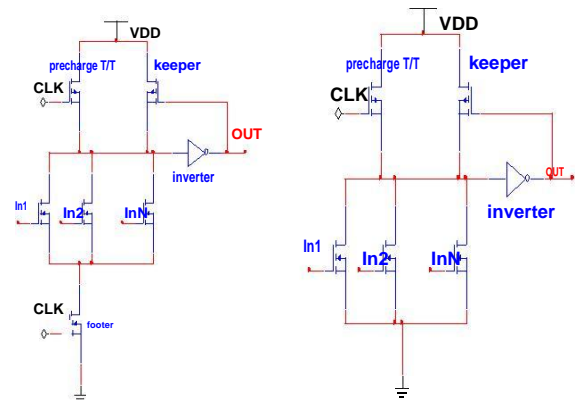 VDD
precharge T/T
keeper
CLK
OUT
inverter
In1
In2
InN
CLK
footer
VDD
precharge T/T
keeper
CLK
OUT
inverter
In1
In2
InN